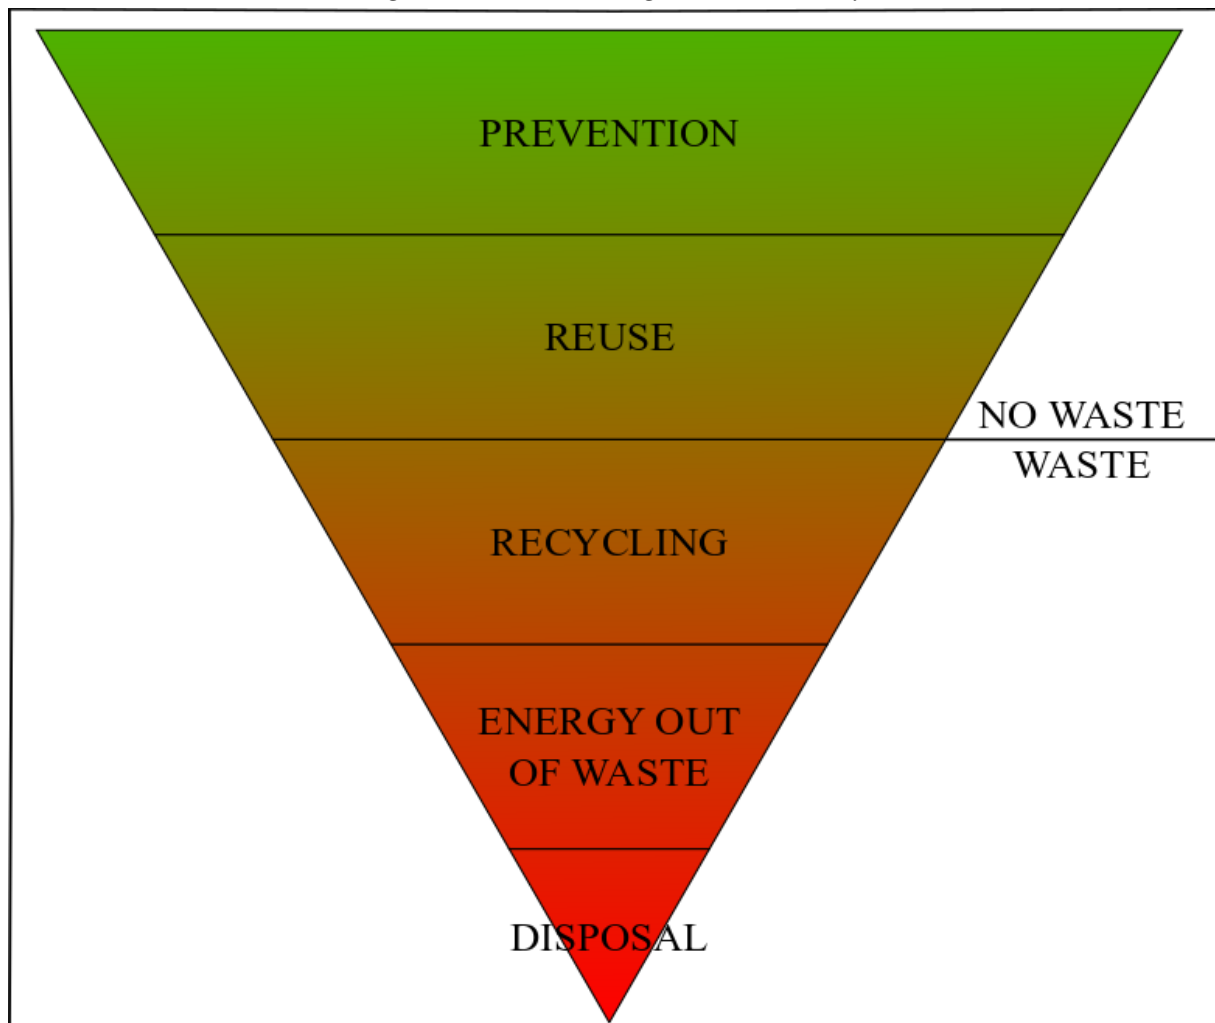 PREVENTION
REUSE
NO WASTE
WASTE
RECYCLING
ENERGY OUT
OF WASTE
DISPOSAL